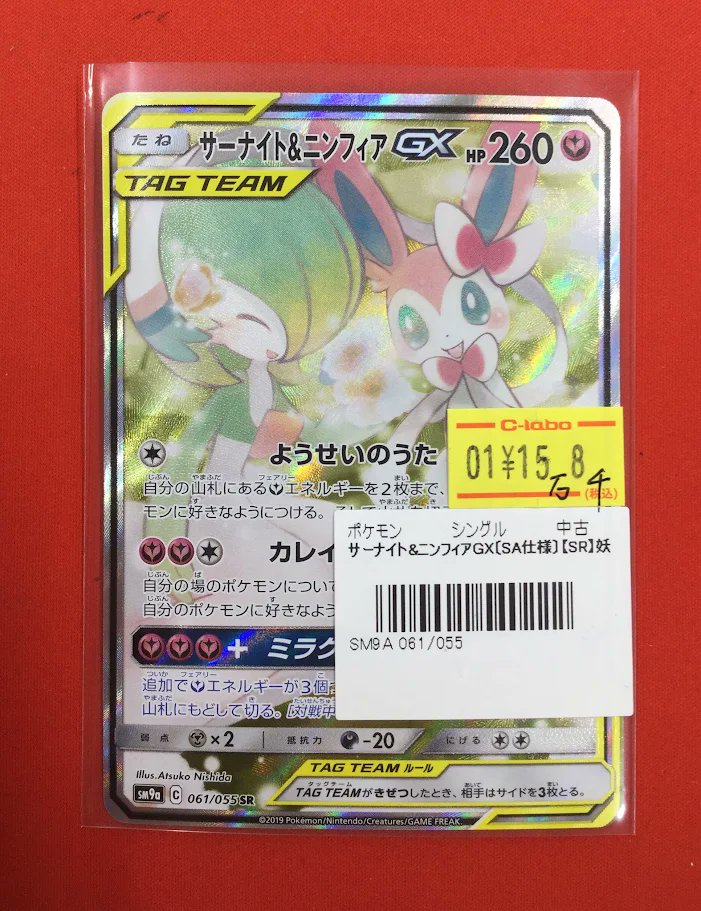 たね サーナイト&ニンフィアGX HP260
TAG TEAM
C-labo
01¥15万8千
(税込)
ようせいのうた
自分の山札にあるエネルギーを2枚まで、
モンに好きなようにつける。
カレイ
自分の場のポケモンについて
自分のポケモンに好きなよう
+ ミラク
追加でエネルギーが3個
山札にもどして切る。[対戦中
ポケモン シングル 中古
サーナイト&ニンフィアGX〔SA仕様〕【SR】妖
SM9A 061/055
弱点 ×2 抵抗力 -20 にげる
Illus.Atsuko Nishida
TAG TEAM ルール
TAG TEAMがきぜつしたとき、相手はサイドを3枚とる。
SM9a C 061/055 SR
©2019 Pokémon/Nintendo/Creatures/GAME FREAK.